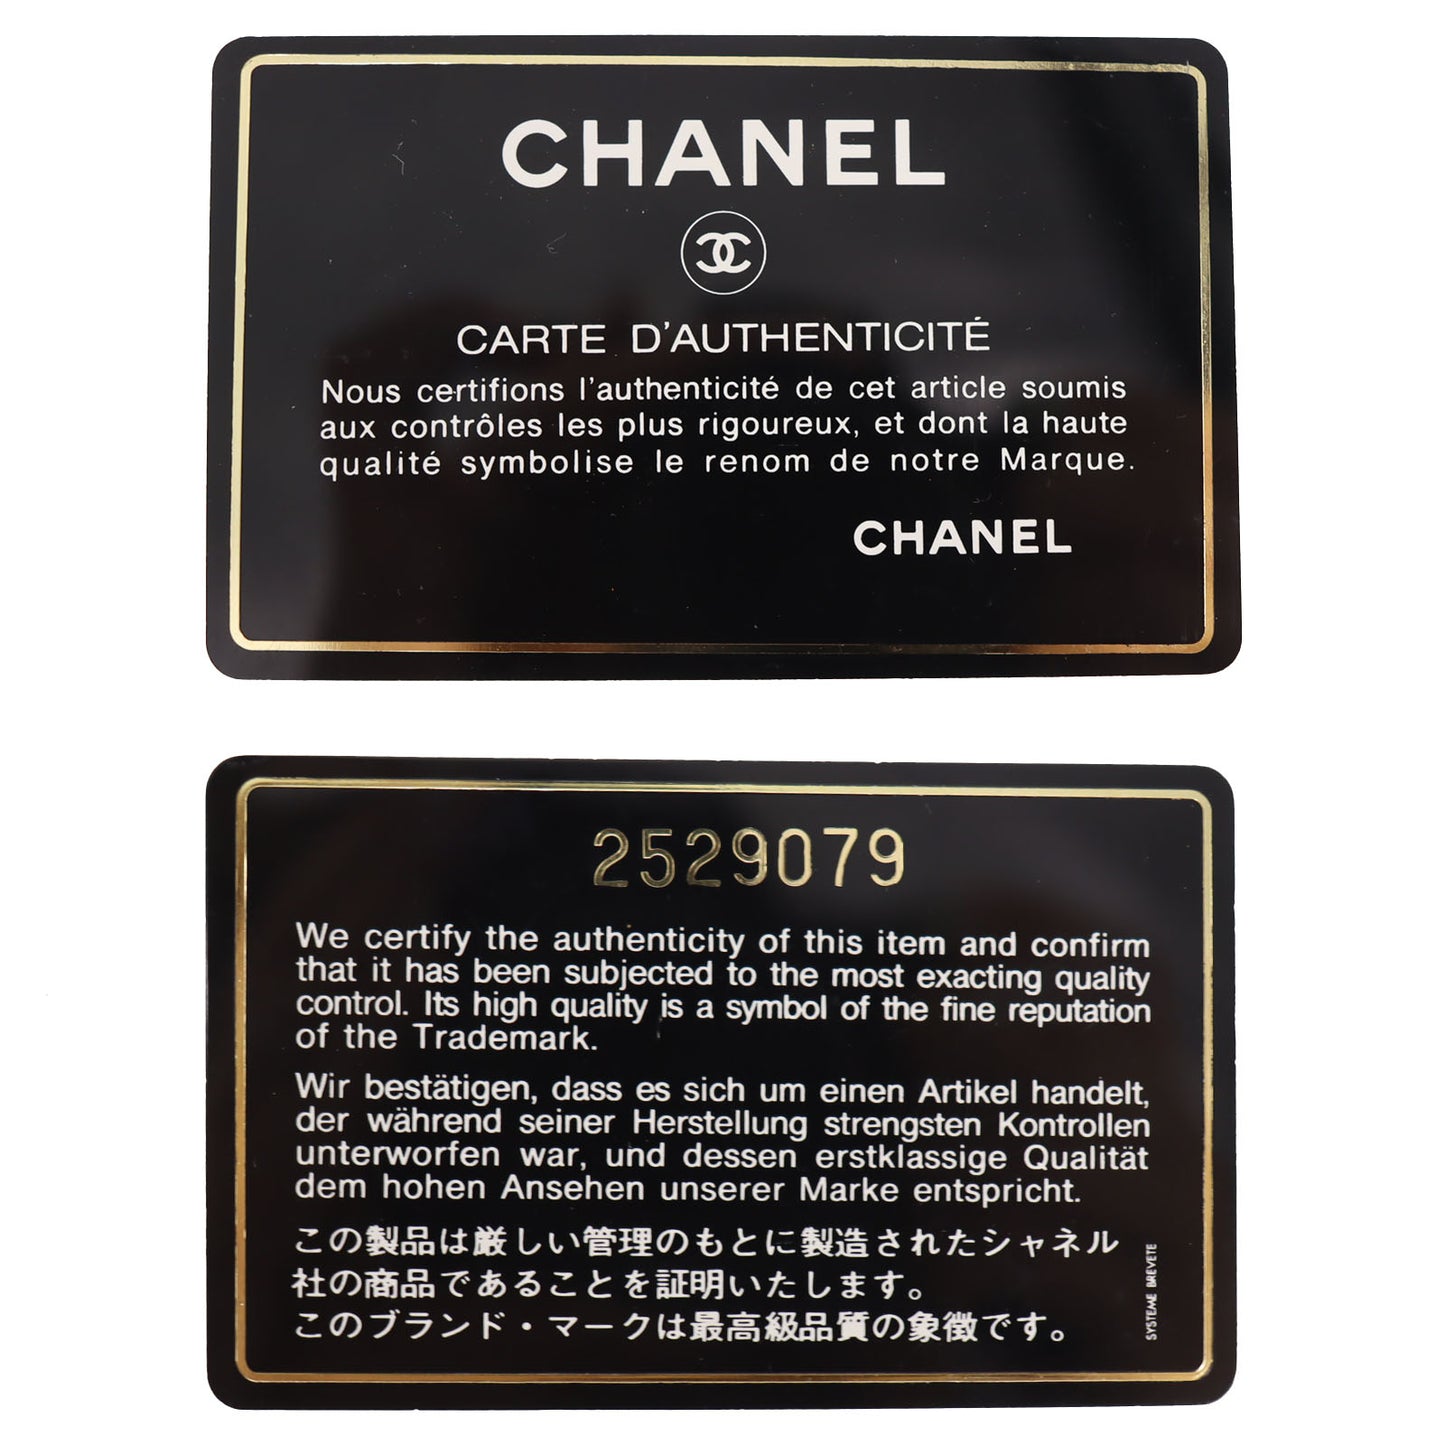 CHANEL
CARTE D'AUTHENTICITÉ
Nous certifions l'authenticité de cet article soumis
aux contrôles les plus rigoureux, et dont la haute
qualité symbolise le renom de notre Marque.
CHANEL
2529079
We certify the authenticity of this item and confirm
that it has been subjected to the most exacting quality
control. Its high quality is a symbol of the fine reputation
of the Trademark.
Wir bestätigen, dass es sich um einen Artikel handelt,
der während seiner Herstellung strengsten Kontrollen
unterworfen war, und dessen erstklassige Qualität
dem hohen Ansehen unserer Marke entspricht.
この製品は厳しい管理のもとに製造されたシャネル
社の商品であることを証明いたします。
このブランド・マークは最高級品質の象徴です。
SYSTEME BREVETE